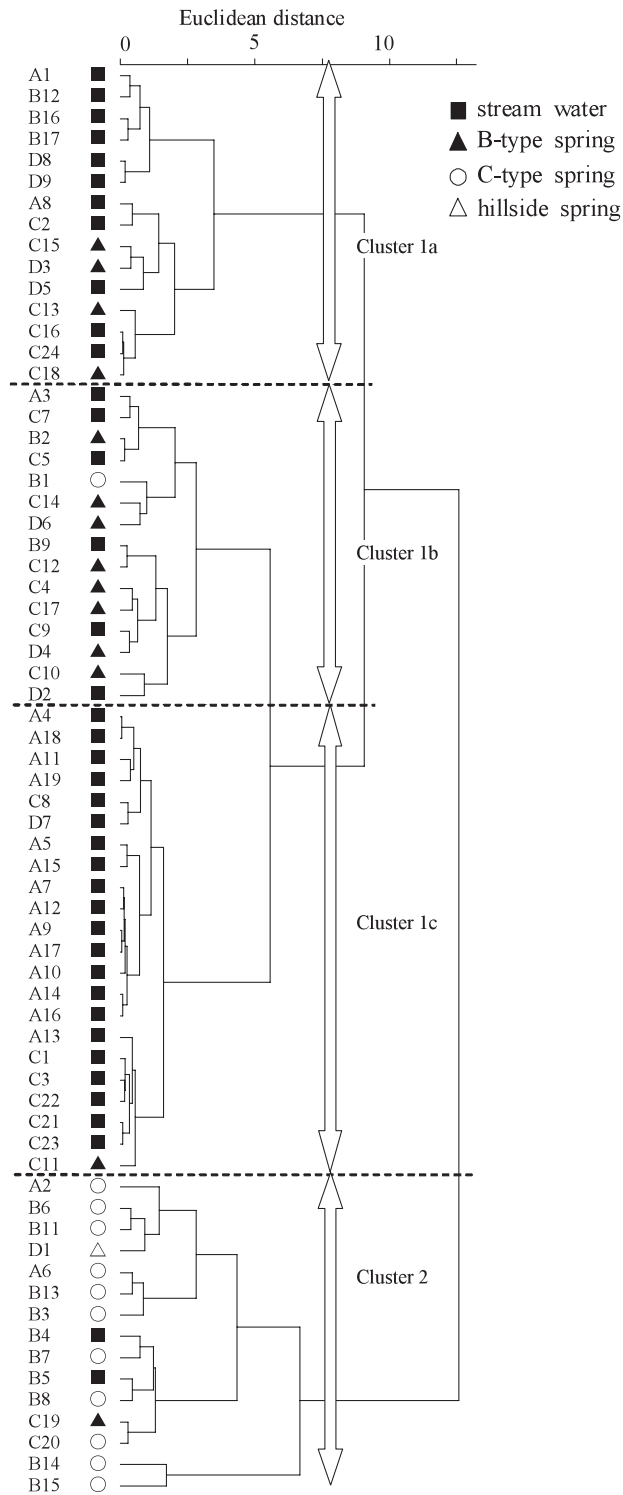 Euclidean distance
0 5 10
stream water
B-type spring
C-type spring
hillside spring
A1
B12
B16
B17
D8
D9
A8
C2
C15
Cluster 1a
D3
D5
C13
C16
C24
C18
A3
C7
B2
C5
B1
C14
D6
B9
Cluster 1b
C12
C4
C17
C9
D4
C10
D2
A4
A18
A11
A19
C8
D7
A5
A15
A7
A12
Cluster 1c
A9
A17
A10
A14
A16
A13
C1
C3
C22
C21
C23
C11
A2
B6
B11
D1
A6
Cluster 2
B13
B3
B4
B7
B5
B8
C19
C20
B14
B15